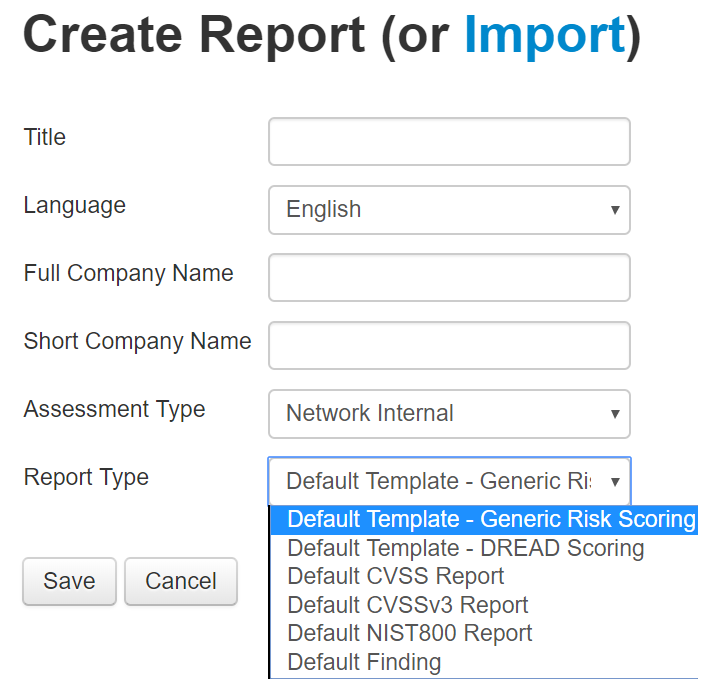 Create Report (or Import)
Title
Language English
Full Company Name
Short Company Name
Assessment Type Network Internal
Report Type Default Template - Generic Ri
Default Template - Generic Risk Scoring
Default Template - DREAD Scoring
Default CVSS Report
Default CVSSv3 Report
Default NIST800 Report
Default Finding
Save Cancel